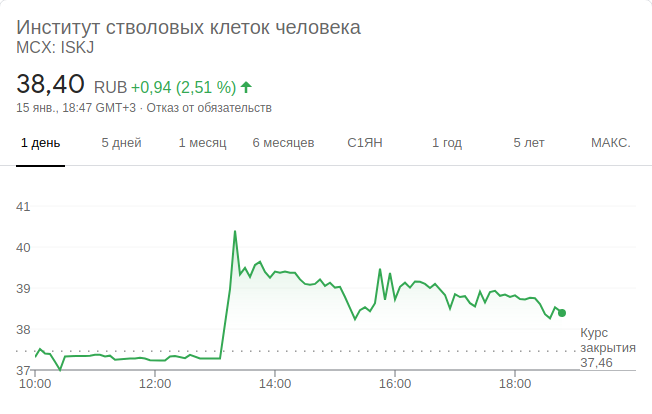 Институт стволовых клеток человека
MCX: ISKJ
38,40 RUB +0,94 (2,51 %)
15 янв., 18:47 GMT+3 · Отказ от обязательств
1 день 5 дней 1 месяц 6 месяцев С1ЯН 1 год 5 лет МАКС.
41
40
39
38
Курс
закрытия
37,46
37
10:00 12:00 14:00 16:00 18:00